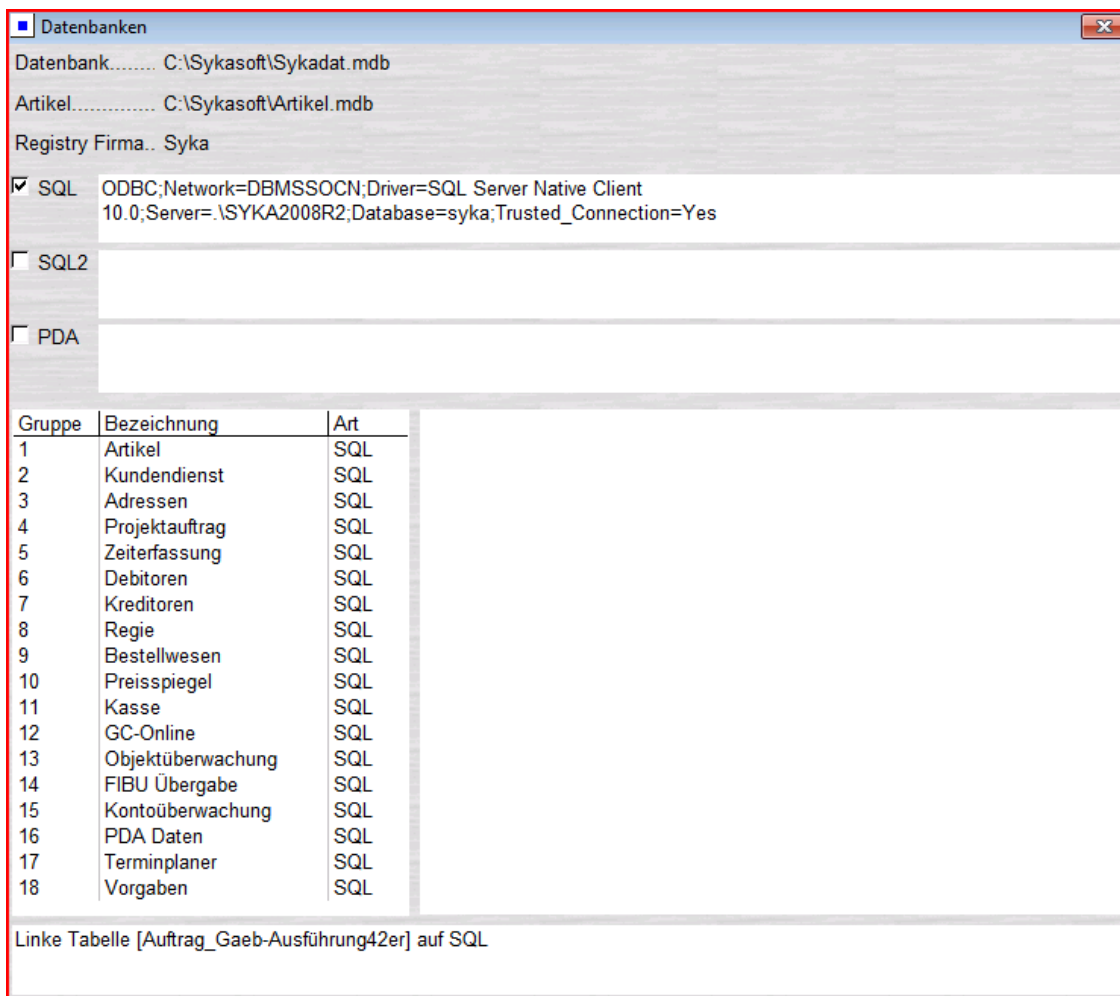 Datenbanken
Datenbank........ C:\Sykasoft\Sykadat.mdb
Artikel.............. C:\Sykasoft\Artikel.mdb
Registry Firma.. Syka
SQL ODBC;Network=DBMSSOCN;Driver=SQL Server Native Client
10.0;Server=.\SYKA2008R2;Database=syka;Trusted_Connection=Yes
SQL2
PDA
Gruppe Bezeichnung Art
1 Artikel SQL
2 Kundendienst SQL
3 Adressen SQL
4 Projektauftrag SQL
5 Zeiterfassung SQL
6 Debitoren SQL
7 Kreditoren SQL
8 Regie SQL
9 Bestellwesen SQL
10 Preisspiegel SQL
11 Kasse SQL
12 GC-Online SQL
13 Objektüberwachung SQL
14 FIBU Übergabe SQL
15 Kontoüberwachung SQL
16 PDA Daten SQL
17 Terminplaner SQL
18 Vorgaben SQL
Linke Tabelle [Auftrag_Gaeb-Ausführung42er] auf SQL